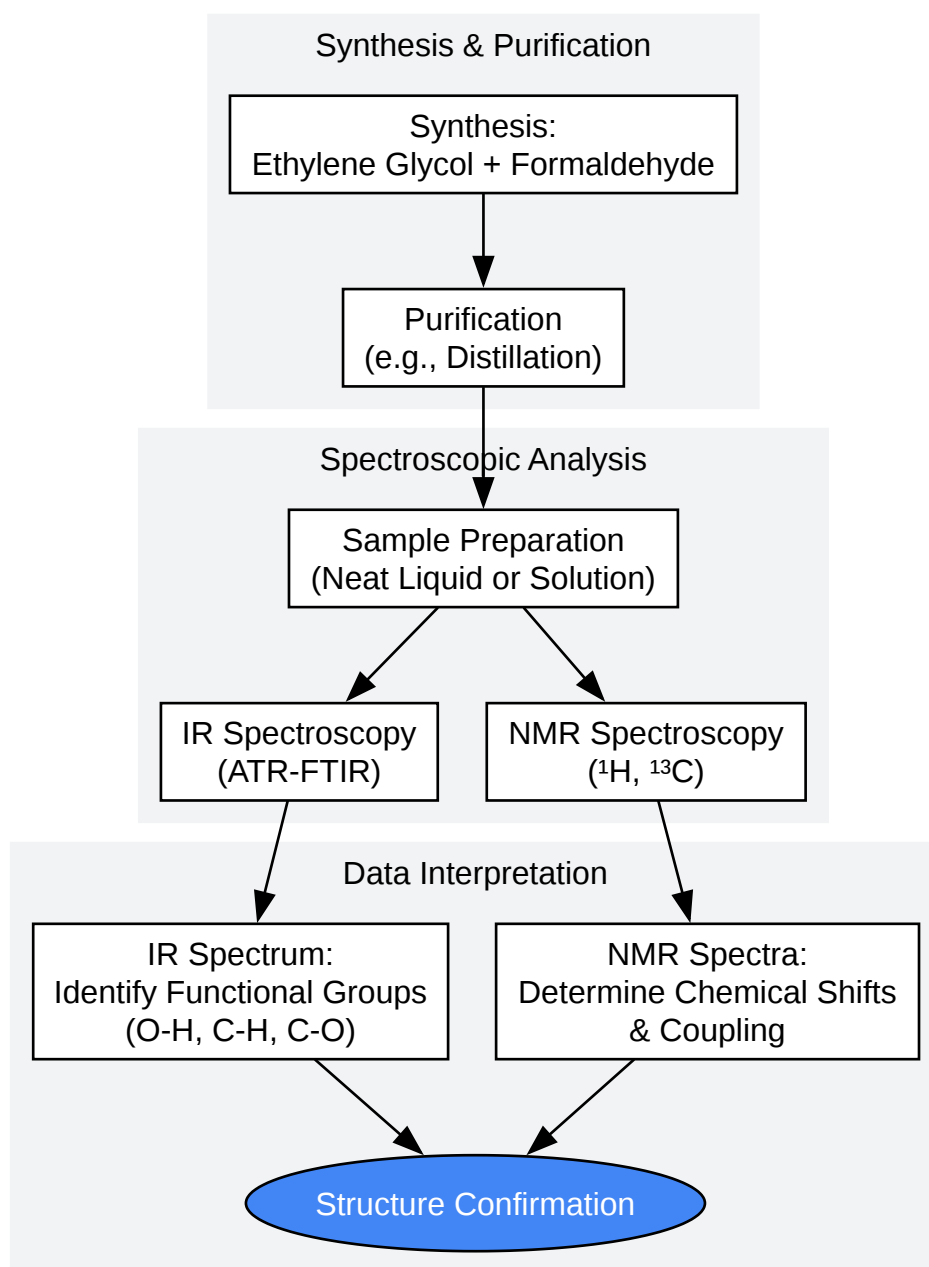 Synthesis & Purification
Synthesis:
Ethylene Glycol + Formaldehyde
Purification
(e.g., Distillation)
Spectroscopic Analysis
Sample Preparation
(Neat Liquid or Solution)
IR Spectroscopy
(ATR-FTIR)
NMR Spectroscopy
(¹H, ¹³C)
Data Interpretation
IR Spectrum:
Identify Functional Groups
(O-H, C-H, C-O)
NMR Spectra:
Determine Chemical Shifts
& Coupling
Structure Confirmation